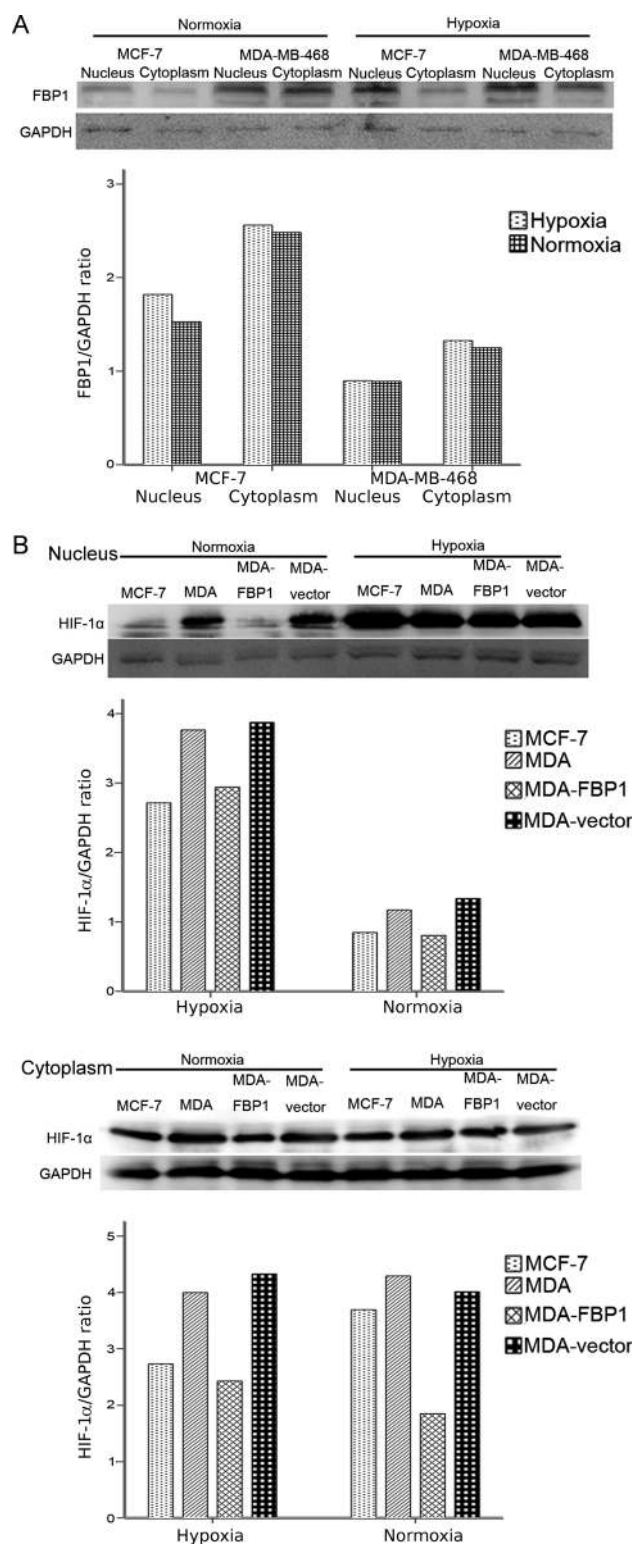 A
Normoxia Hypoxia
MCF-7 MDA-MB-468 MCF-7 MDA-MB-468
Nucleus Cytoplasm Nucleus Cytoplasm Nucleus Cytoplasm Nucleus Cytoplasm
FBP1
GAPDH
3
2
1
0
FBP1/GAPDH ratio
Hypoxia
Normoxia
MCF-7 MDA-MB-468
Nucleus Cytoplasm Nucleus Cytoplasm
B
Nucleus Normoxia Hypoxia
MCF-7 MDA MDA-FBP1 MDA-vector MCF-7 MDA MDA-FBP1 MDA-vector
HIF-1α
GAPDH
4
3
2
1
0
HIF-1α/GAPDH ratio
MCF-7
MDA
MDA-FBP1
MDA-vector
Hypoxia Normoxia
Cytoplasm Normoxia Hypoxia
MCF-7 MDA MDA-FBP1 MDA-vector MCF-7 MDA MDA-FBP1 MDA-vector
HIF-1α
GAPDH
5
4
3
2
1
0
HIF-1α/GAPDH ratio
MCF-7
MDA
MDA-FBP1
MDA-vector
Hypoxia Normoxia